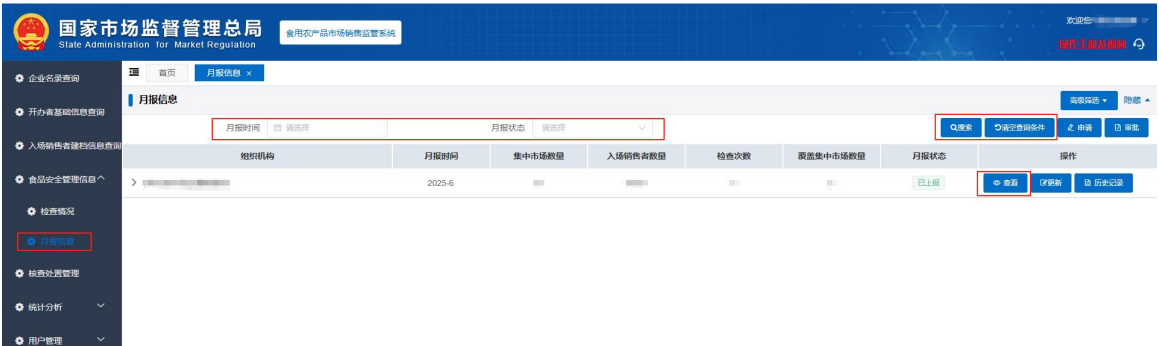 国家市场监督管理总局
State Administration for Market Regulation
食用农产品市场销售监管系统
欢迎您
操作手册及视频
企业名录查询
开办者基础信息查询
入场销售者建档信息查询
食品安全管理信息
检查情况
月报信息
核查处置管理
统计分析
用户管理
首页 月报信息 ×
月报信息
高级筛选 隐藏
月报时间 请选择 月报状态 请选择 搜索 清空查询条件 申请 审批
组织机构 月报时间 集中市场数量 入场销售者数量 检查次数 覆盖集中市场数量 月报状态 操作
2025-6 已上报 查看 更新 历史记录